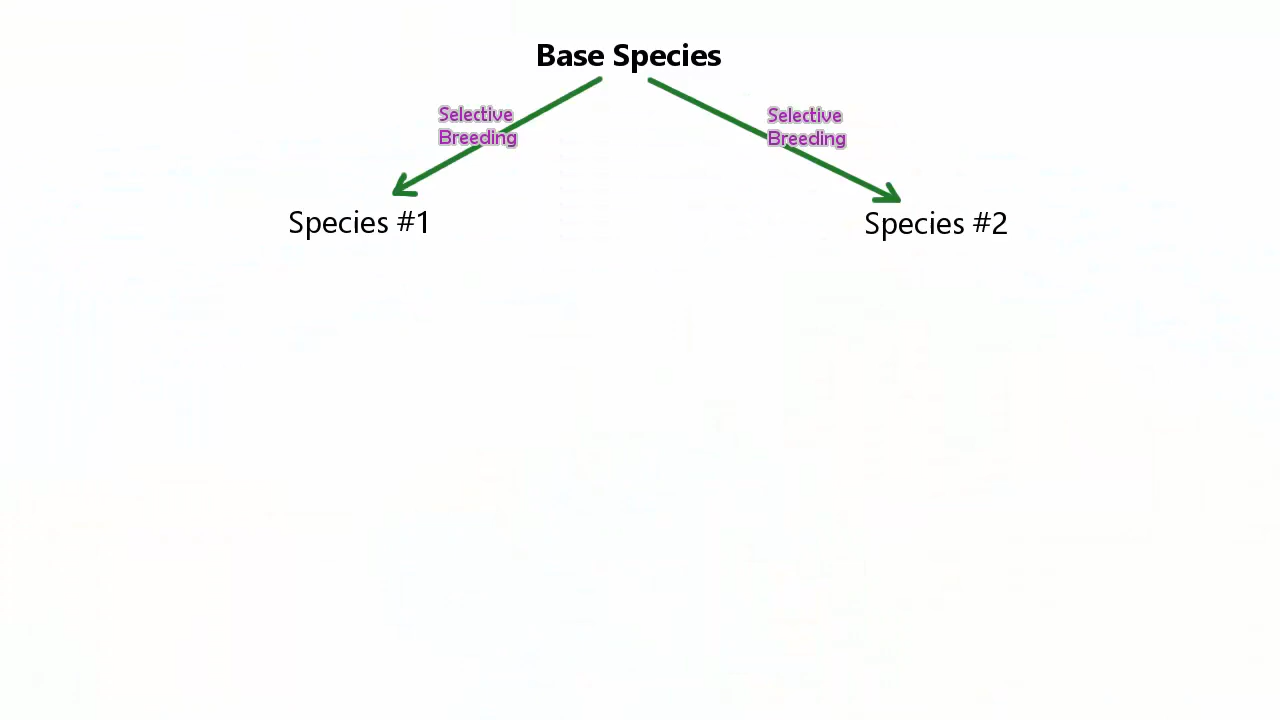 Base Species
Selective
Breeding
Selective
Breeding
Species #1
Species #2